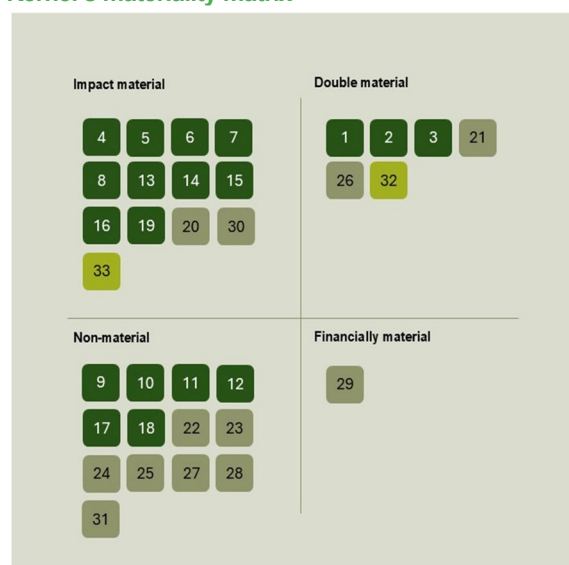 Impact material
4 5 6 7
8 13 14 15
16 19 20 30
33
Double material
1 2 3 21
26 32
Non-material
9 10 11 12
17 18 22 23
24 25 27 28
31
Financially material
29